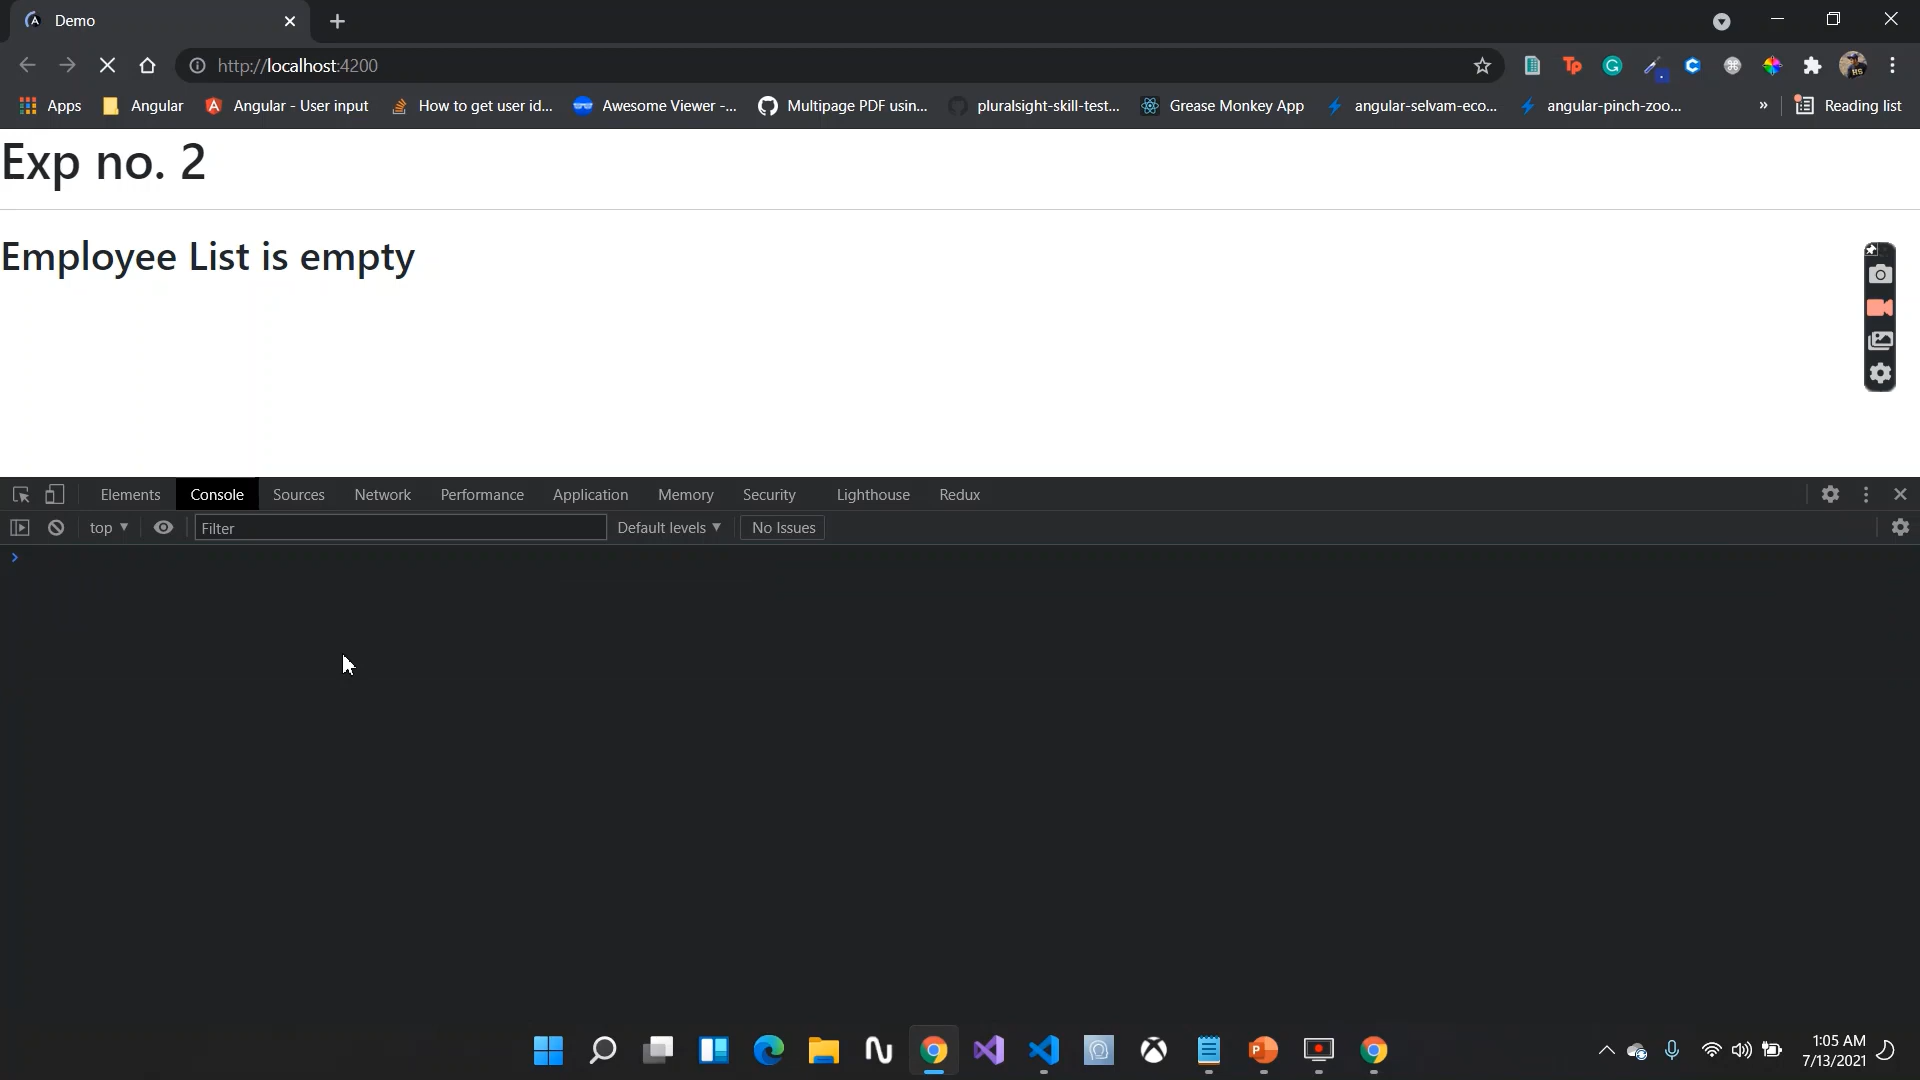 Demo
http://localhost:4200
Apps Angular Angular - User input How to get user id... Awesome Viewer -... Multipage PDF usin... pluralsight-skill-test... Grease Monkey App angular-selvam-eco... angular-pinch-zoo... » Reading list
Exp no. 2
Employee List is empty
Elements Console Sources Network Performance Application Memory Security Lighthouse Redux
top Filter Default levels No Issues
1:05 AM
7/13/2021